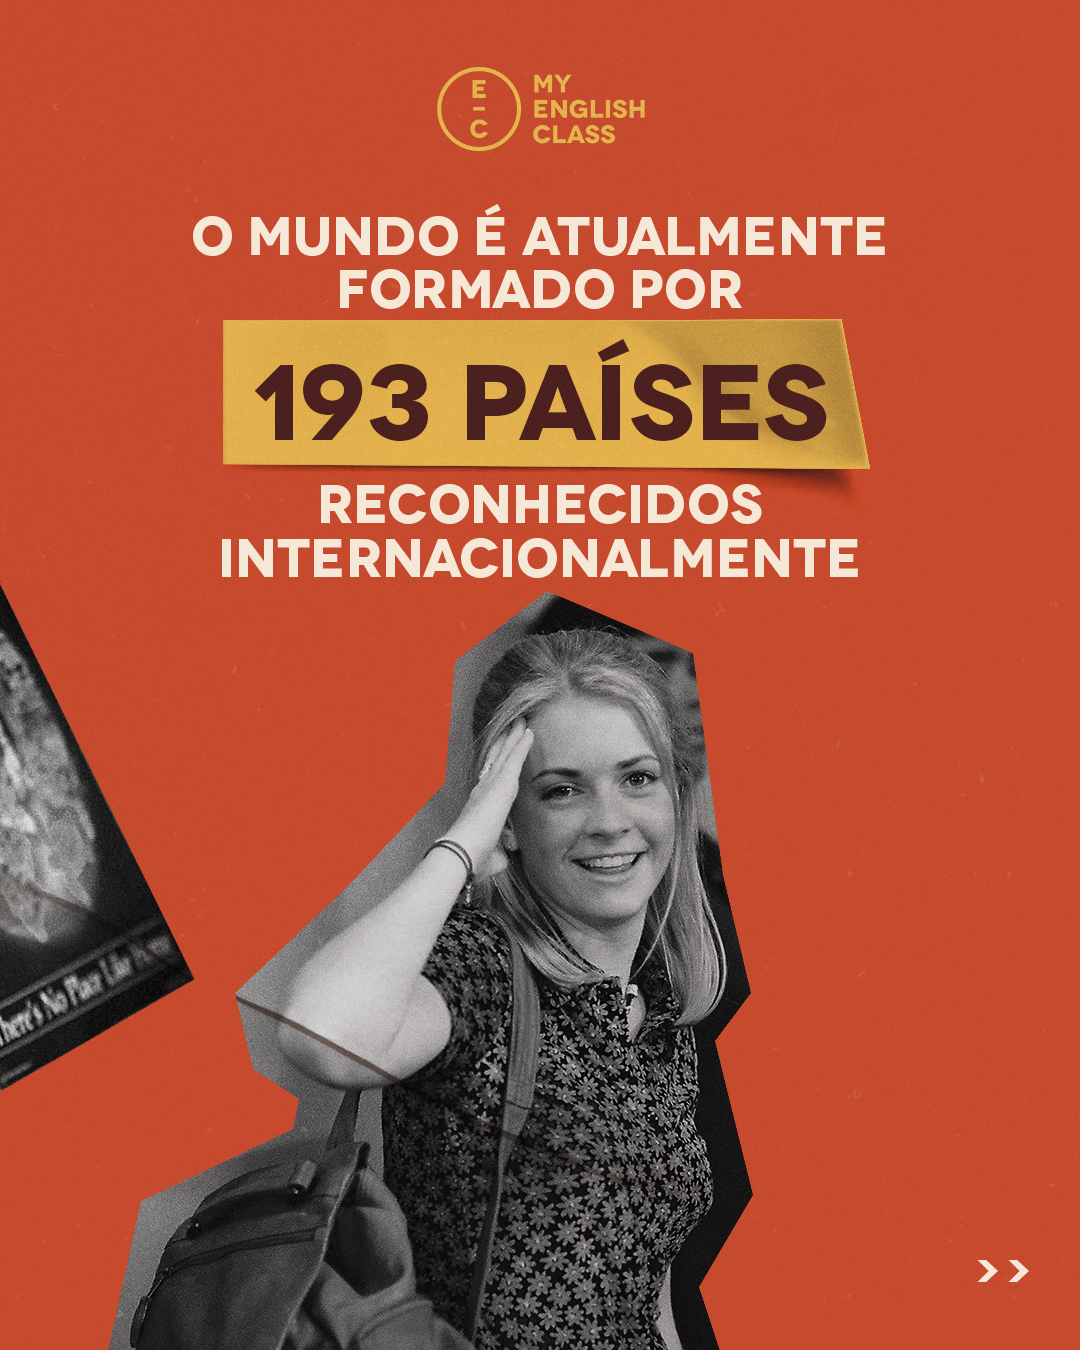 E
C
MY
ENGLISH
CLASS
O MUNDO É ATUALMENTE
FORMADO POR
193 PAÍSES
RECONHECIDOS
INTERNACIONALMENTE
There's No Place Like